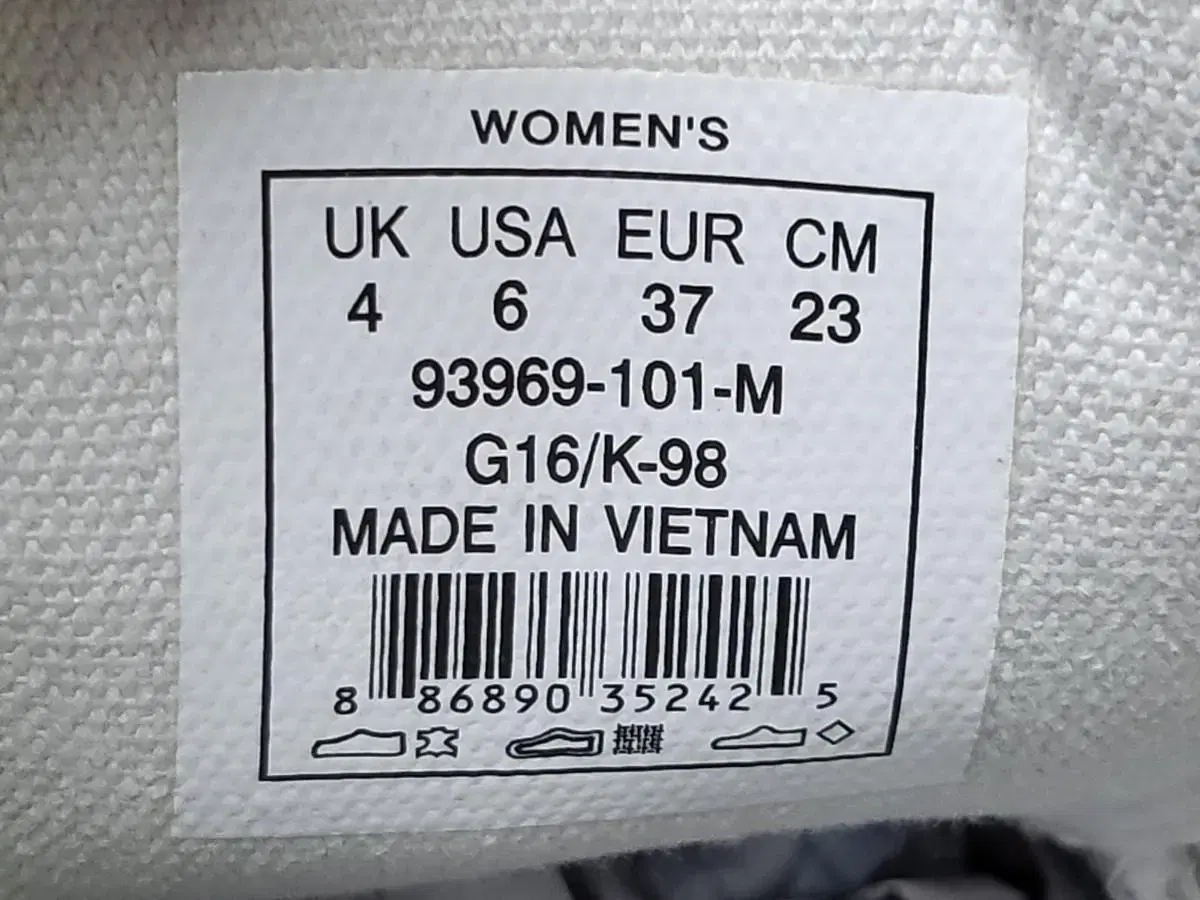 WOMEN'S
UK USA EUR CM
4 6 37 23
93969-101-M
G16/K-98
MADE IN VIETNAM
8 86890 35242 5